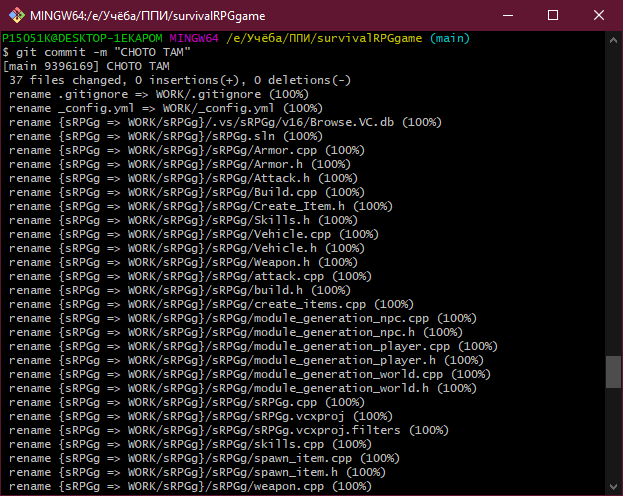 MINGW64:/e/Учёба/ППИ/survivalRPGgame
P15051K@DESKTOP-1EKAPOM MINGW64 /e/Учёба/ППИ/survivalRPGgame (main)
$ git commit -m "CHOTO TAM"
[main 9396169] CHOTO TAM
 37 files changed, 0 insertions(+), 0 deletions(-)
 rename .gitignore => WORK/.gitignore (100%)
 rename _config.yml => WORK/_config.yml (100%)
 rename {sRPGg => WORK/sRPGg}/.vs/sRPGg/v16/Browse.VC.db (100%)
 rename {sRPGg => WORK/sRPGg}/sRPGg.sln (100%)
 rename {sRPGg => WORK/sRPGg}/sRPGg/Armor.cpp (100%)
 rename {sRPGg => WORK/sRPGg}/sRPGg/Armor.h (100%)
 rename {sRPGg => WORK/sRPGg}/sRPGg/Attack.h (100%)
 rename {sRPGg => WORK/sRPGg}/sRPGg/Build.cpp (100%)
 rename {sRPGg => WORK/sRPGg}/sRPGg/Create_Item.h (100%)
 rename {sRPGg => WORK/sRPGg}/sRPGg/Skills.h (100%)
 rename {sRPGg => WORK/sRPGg}/sRPGg/Vehicle.cpp (100%)
 rename {sRPGg => WORK/sRPGg}/sRPGg/Vehicle.h (100%)
 rename {sRPGg => WORK/sRPGg}/sRPGg/Weapon.h (100%)
 rename {sRPGg => WORK/sRPGg}/sRPGg/attack.cpp (100%)
 rename {sRPGg => WORK/sRPGg}/sRPGg/build.h (100%)
 rename {sRPGg => WORK/sRPGg}/sRPGg/create_items.cpp (100%)
 rename {sRPGg => WORK/sRPGg}/sRPGg/module_generation_npc.cpp (100%)
 rename {sRPGg => WORK/sRPGg}/sRPGg/module_generation_npc.h (100%)
 rename {sRPGg => WORK/sRPGg}/sRPGg/module_generation_player.cpp (100%)
 rename {sRPGg => WORK/sRPGg}/sRPGg/module_generation_player.h (100%)
 rename {sRPGg => WORK/sRPGg}/sRPGg/module_generation_world.cpp (100%)
 rename {sRPGg => WORK/sRPGg}/sRPGg/module_generation_world.h (100%)
 rename {sRPGg => WORK/sRPGg}/sRPGg/sRPGg.cpp (100%)
 rename {sRPGg => WORK/sRPGg}/sRPGg/sRPGg.vcxproj (100%)
 rename {sRPGg => WORK/sRPGg}/sRPGg/sRPGg.vcxproj.filters (100%)
 rename {sRPGg => WORK/sRPGg}/sRPGg/skills.cpp (100%)
 rename {sRPGg => WORK/sRPGg}/sRPGg/spawn_item.cpp (100%)
 rename {sRPGg => WORK/sRPGg}/sRPGg/spawn_item.h (100%)
 rename {sRPGg => WORK/sRPGg}/sRPGg/weapon.cpp (100%)